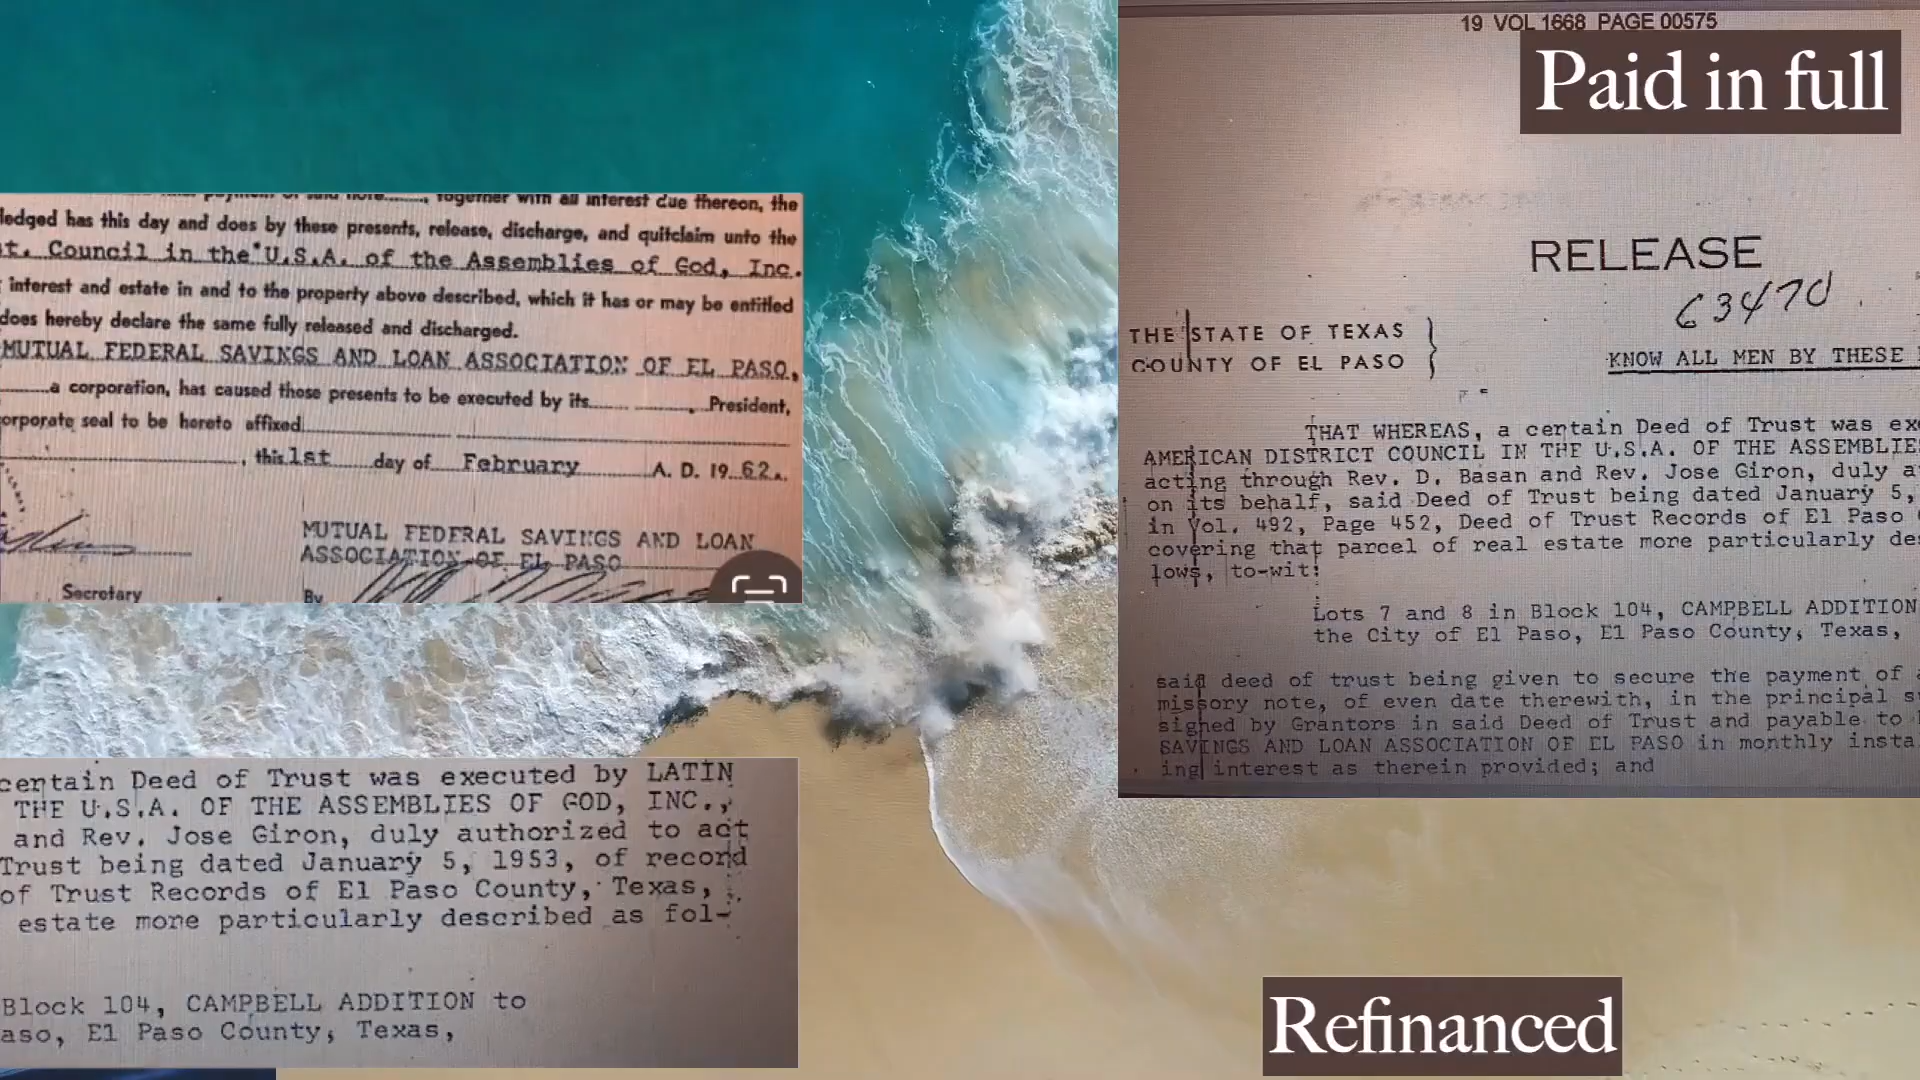 together with all interest due thereon, the
ledged has this day and does by these presents, release, discharge, and quitclaim unto the
t. Council in the U.S.A. of the Assemblies of God, Inc.
interest and estate in and to the property above described, which it has or may be entitled
does hereby declare the same fully released and discharged.
MUTUAL FEDERAL SAVINGS AND LOAN ASSOCIATION OF EL PASO,
a corporation, has caused these presents to be executed by its President,
orporate seal to be hereto affixed
, this 1st day of February A. D. 19 62.
MUTUAL FEDERAL SAVINGS AND LOAN
ASSOCIATION OF EL PASO
Secretary
By
certain Deed of Trust was executed by LATIN
THE U.S.A. OF THE ASSEMBLIES OF GOD, INC.,
and Rev. Jose Giron, duly authorized to act
Trust being dated January 5, 1953, of record
of Trust Records of El Paso County, Texas,
estate more particularly described as fol-
Block 104, CAMPBELL ADDITION to
aso, El Paso County, Texas,
19 VOL 1668 PAGE 00575
Paid in full
RELEASE
63470
THE STATE OF TEXAS
COUNTY OF EL PASO
KNOW ALL MEN BY THESE
THAT WHEREAS, a certain Deed of Trust was ex
AMERICAN DISTRICT COUNCIL IN THE U.S.A. OF THE ASSEMBLIE
acting through Rev. D. Basan and Rev. Jose Giron, duly a
on its behalf, said Deed of Trust being dated January 5,
in Vol. 492, Page 452, Deed of Trust Records of El Paso
covering that parcel of real estate more particularly de
lows, to-wit:
Lots 7 and 8 in Block 104, CAMPBELL ADDITION
the City of El Paso, El Paso County, Texas,
said deed of trust being given to secure the payment of
missory note, of even date therewith, in the principal s
signed by Grantors in said Deed of Trust and payable to
SAVINGS AND LOAN ASSOCIATION OF EL PASO in monthly insta
ing interest as therein provided; and
Refinanced